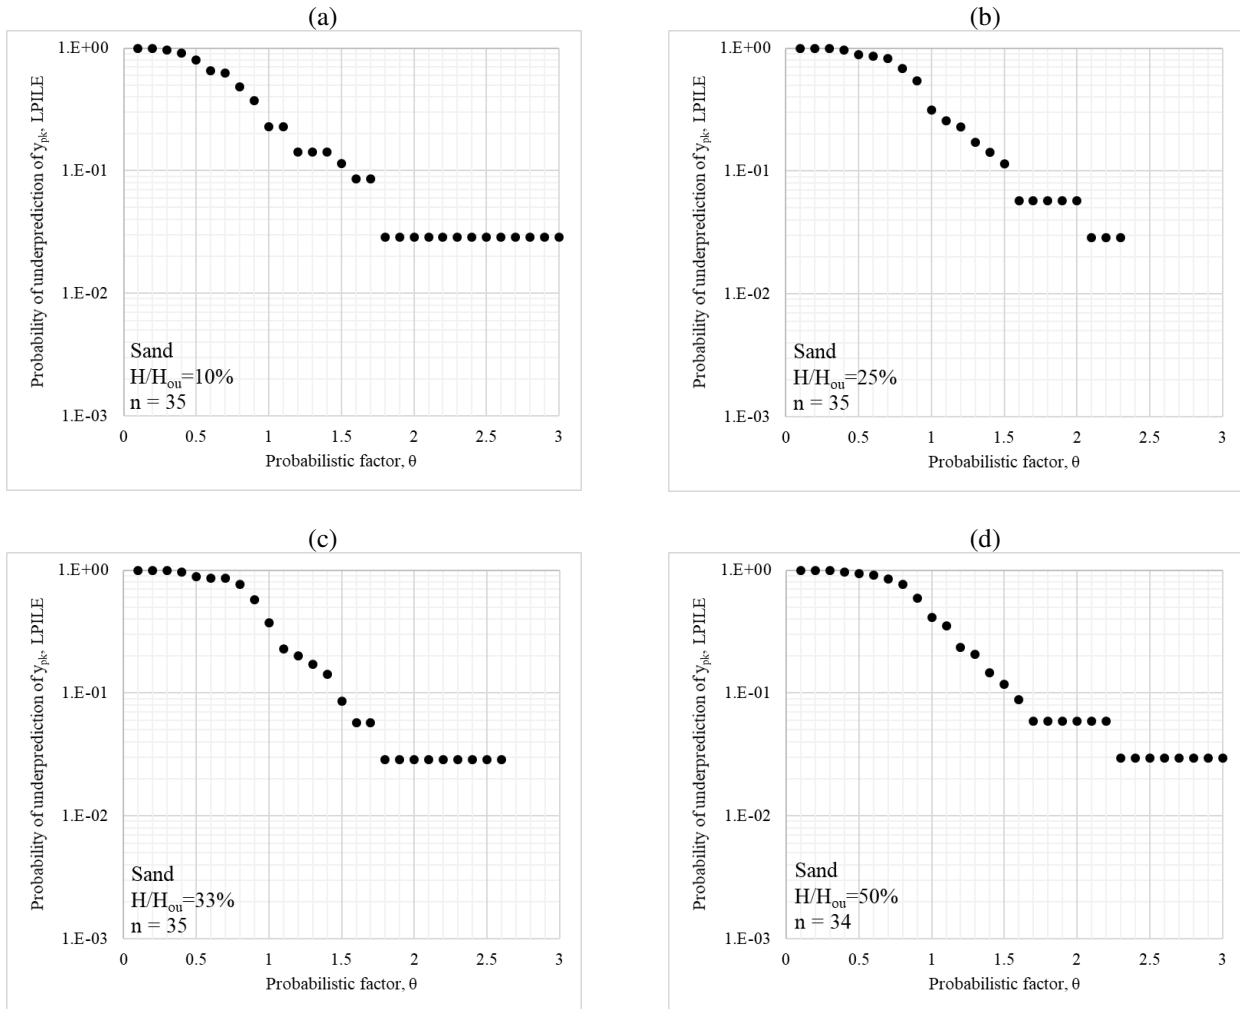 (a)
Probability of underprediction of ypk, LPILE
1.E+00
1.E-01
1.E-02
1.E-03
Sand
H/Hou=10%
n = 35
0 0.5 1 1.5 2 2.5 3
Probabilistic factor, θ
(b)
Probability of underprediction of ypk, LPILE
1.E+00
1.E-01
1.E-02
1.E-03
Sand
H/Hou=25%
n = 35
0 0.5 1 1.5 2 2.5 3
Probabilistic factor, θ
(c)
Probability of underprediction of ypk, LPILE
1.E+00
1.E-01
1.E-02
1.E-03
Sand
H/Hou=33%
n = 35
0 0.5 1 1.5 2 2.5 3
Probabilistic factor, θ
(d)
Probability of underprediction of ypk, LPILE
1.E+00
1.E-01
1.E-02
1.E-03
Sand
H/Hou=50%
n = 34
0 0.5 1 1.5 2 2.5 3
Probabilistic factor, θ